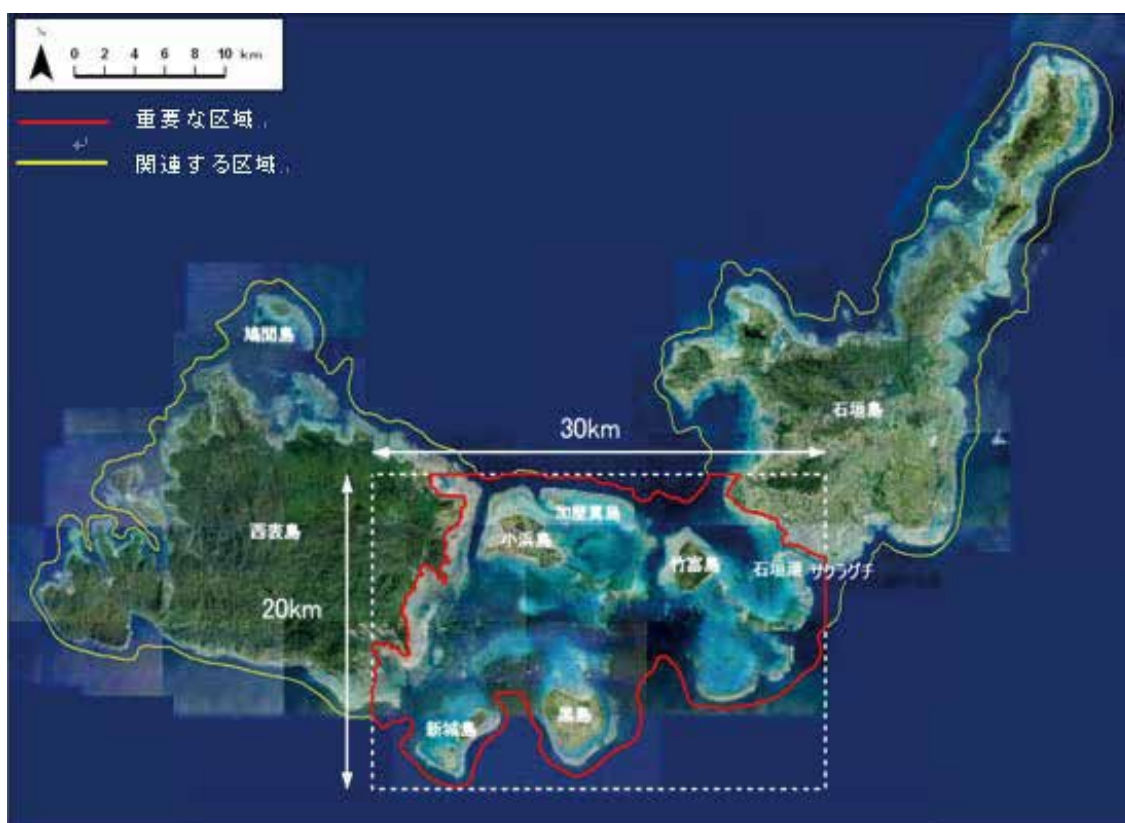 0 2 4 6 8 10 km
重要な区域
関連する区域
鳩間島
石垣島
30km
西表島
加屋真島
小浜島
竹富島
石垣港 サクラグチ
20km
新城島
黒島